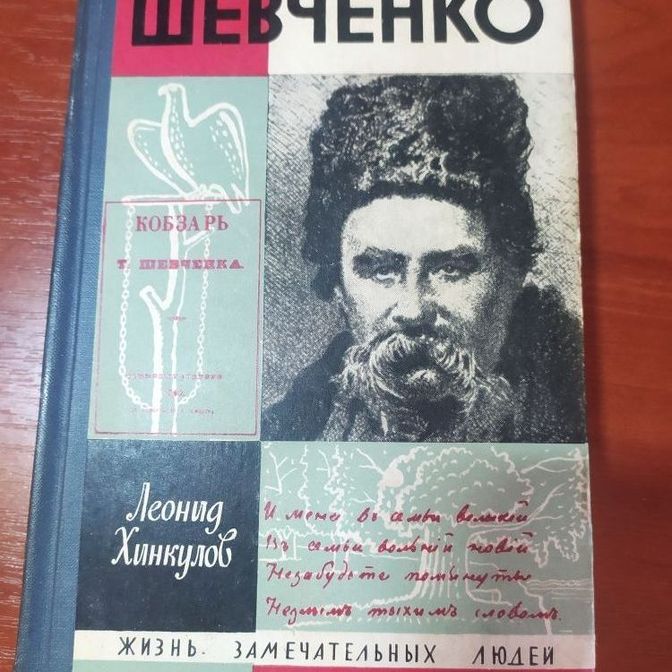 ШЕВЧЕНКО
КОБЗАРЬ
Т. ШЕВЧЕНКА.
Леонид
Хинкулов
И мене въ семьи великій
Въ семьи вольній новій
Незабудьте помянуты
Незлымъ тыхимъ словомъ.
ЖИЗНЬ ЗАМЕЧАТЕЛЬНЫХ ЛЮДЕЙ